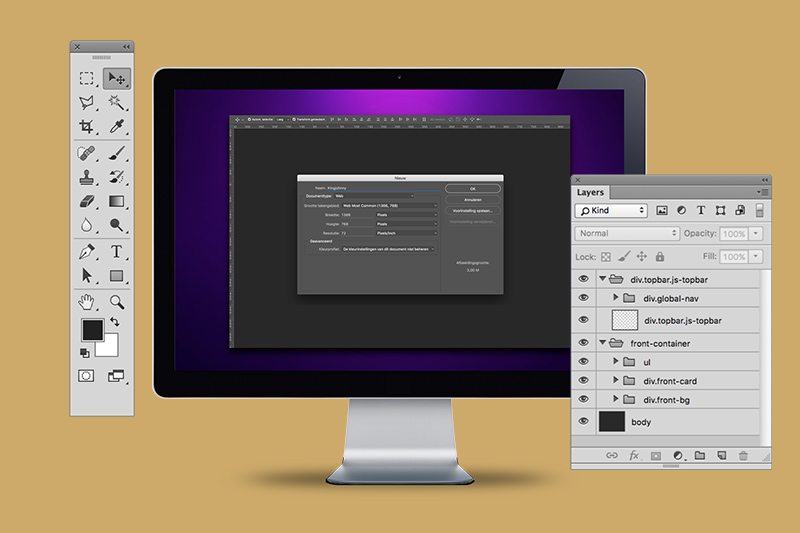 Nieuw
Naam: Kingsitony
Documenttype: Web
OK
Annuleren
Grootte tekengebied: Web Most Common (1366, 768)
Voorinstelling opslaan...
Breedte: 1366 Pixels
Hoogte: 768 Pixels
Resolutie: 72 Pixels/inch
Geavanceerd
Kleurprofiel: De kleurinstellingen van dit document niet beheren
Afbeeldingsgrootte
3,00 M
T
Layers
Kind
T
Normal Opacity: 100%
Lock: Fill: 100%
div.topbar.js-topbar
div.global-nav
div.topbar.js-topbar
front-container
ul
div.front-card
div.front-bg
body
fx